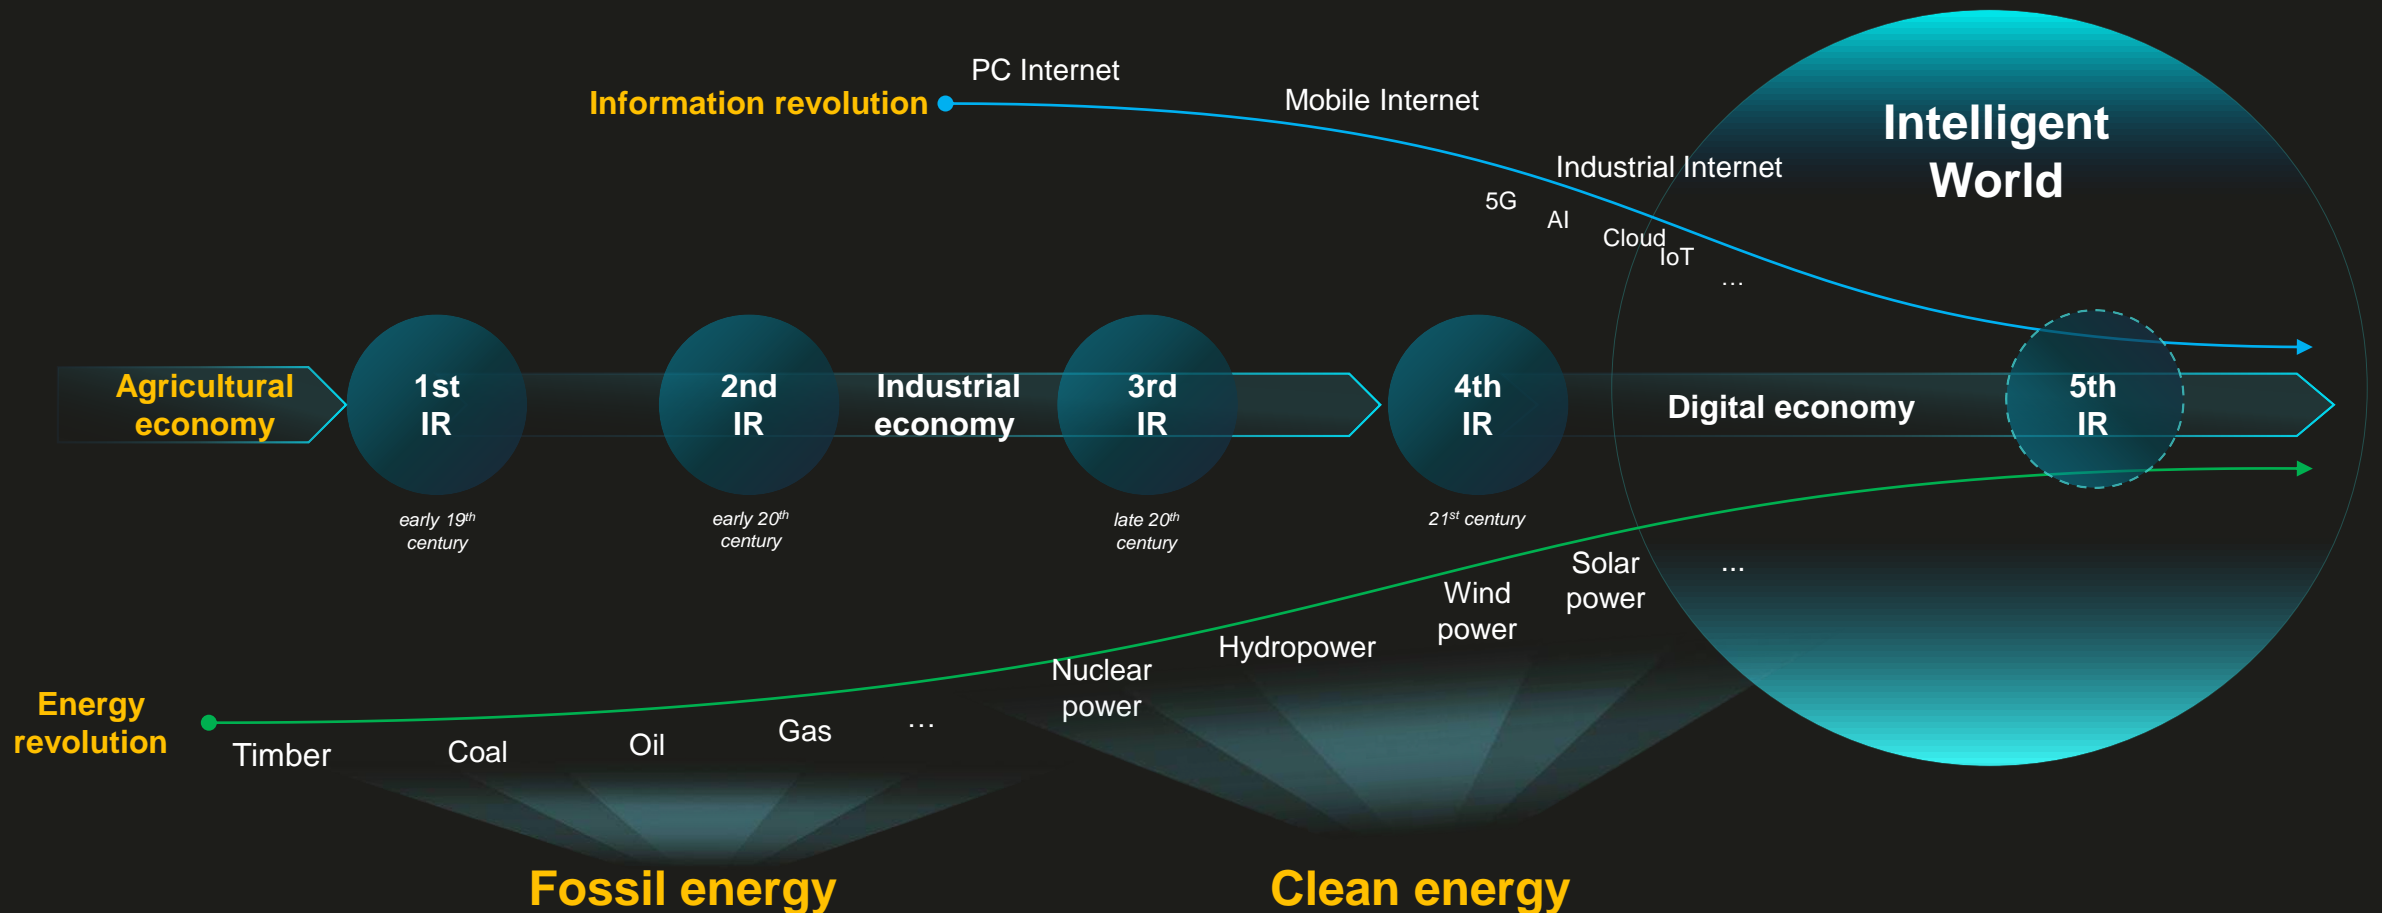 PC Internet
Information revolution
Mobile Internet
Industrial Internet
5G
AI
Cloud
IoT
…
Intelligent
World
Agricultural
economy
1st
IR
early 19th
century
2nd
IR
early 20th
century
Industrial
economy
3rd
IR
late 20th
century
4th
IR
21st century
Digital economy
5th
IR
Energy
revolution
Timber
Coal
Oil
Gas
…
Nuclear
power
Hydropower
Wind
power
Solar
power
...
Fossil energy
Clean energy